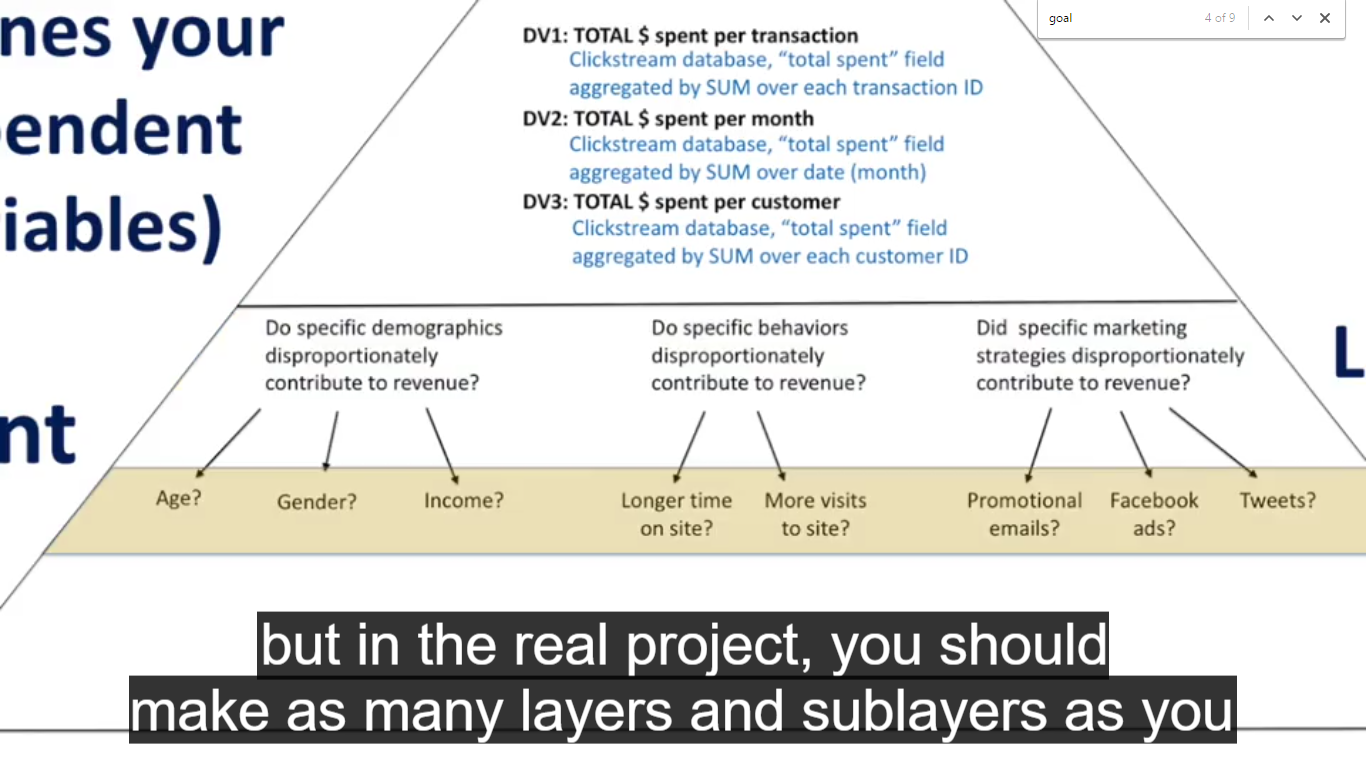 goal
4 of 9
nes your
endent
iables)
nt
DV1: TOTAL $ spent per transaction
Clickstream database, “total spent” field
aggregated by SUM over each transaction ID
DV2: TOTAL $ spent per month
Clickstream database, “total spent” field
aggregated by SUM over date (month)
DV3: TOTAL $ spent per customer
Clickstream database, “total spent” field
aggregated by SUM over each customer ID
Do specific demographics
disproportionately
contribute to revenue?
Do specific behaviors
disproportionately
contribute to revenue?
Did specific marketing
strategies disproportionately
contribute to revenue?
L
Age?
Gender?
Income?
Longer time
on site?
More visits
to site?
Promotional
emails?
Facebook
ads?
Tweets?
but in the real project, you should
make as many layers and sublayers as you